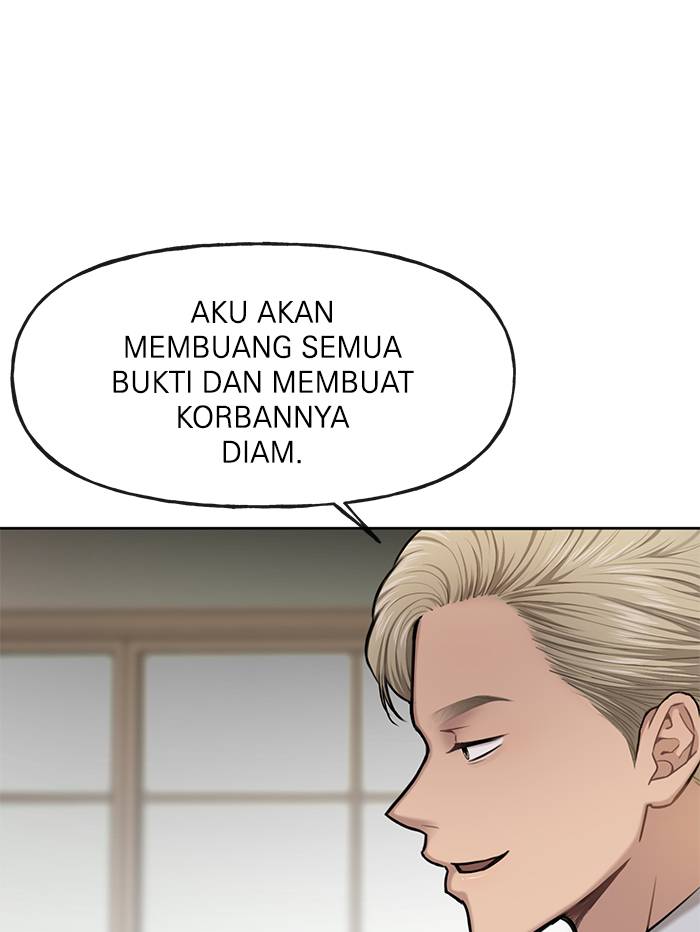 AKU AKAN
MEMBUANG SEMUA
BUKTI DAN MEMBUAT
KORBANNYA
DIAM.